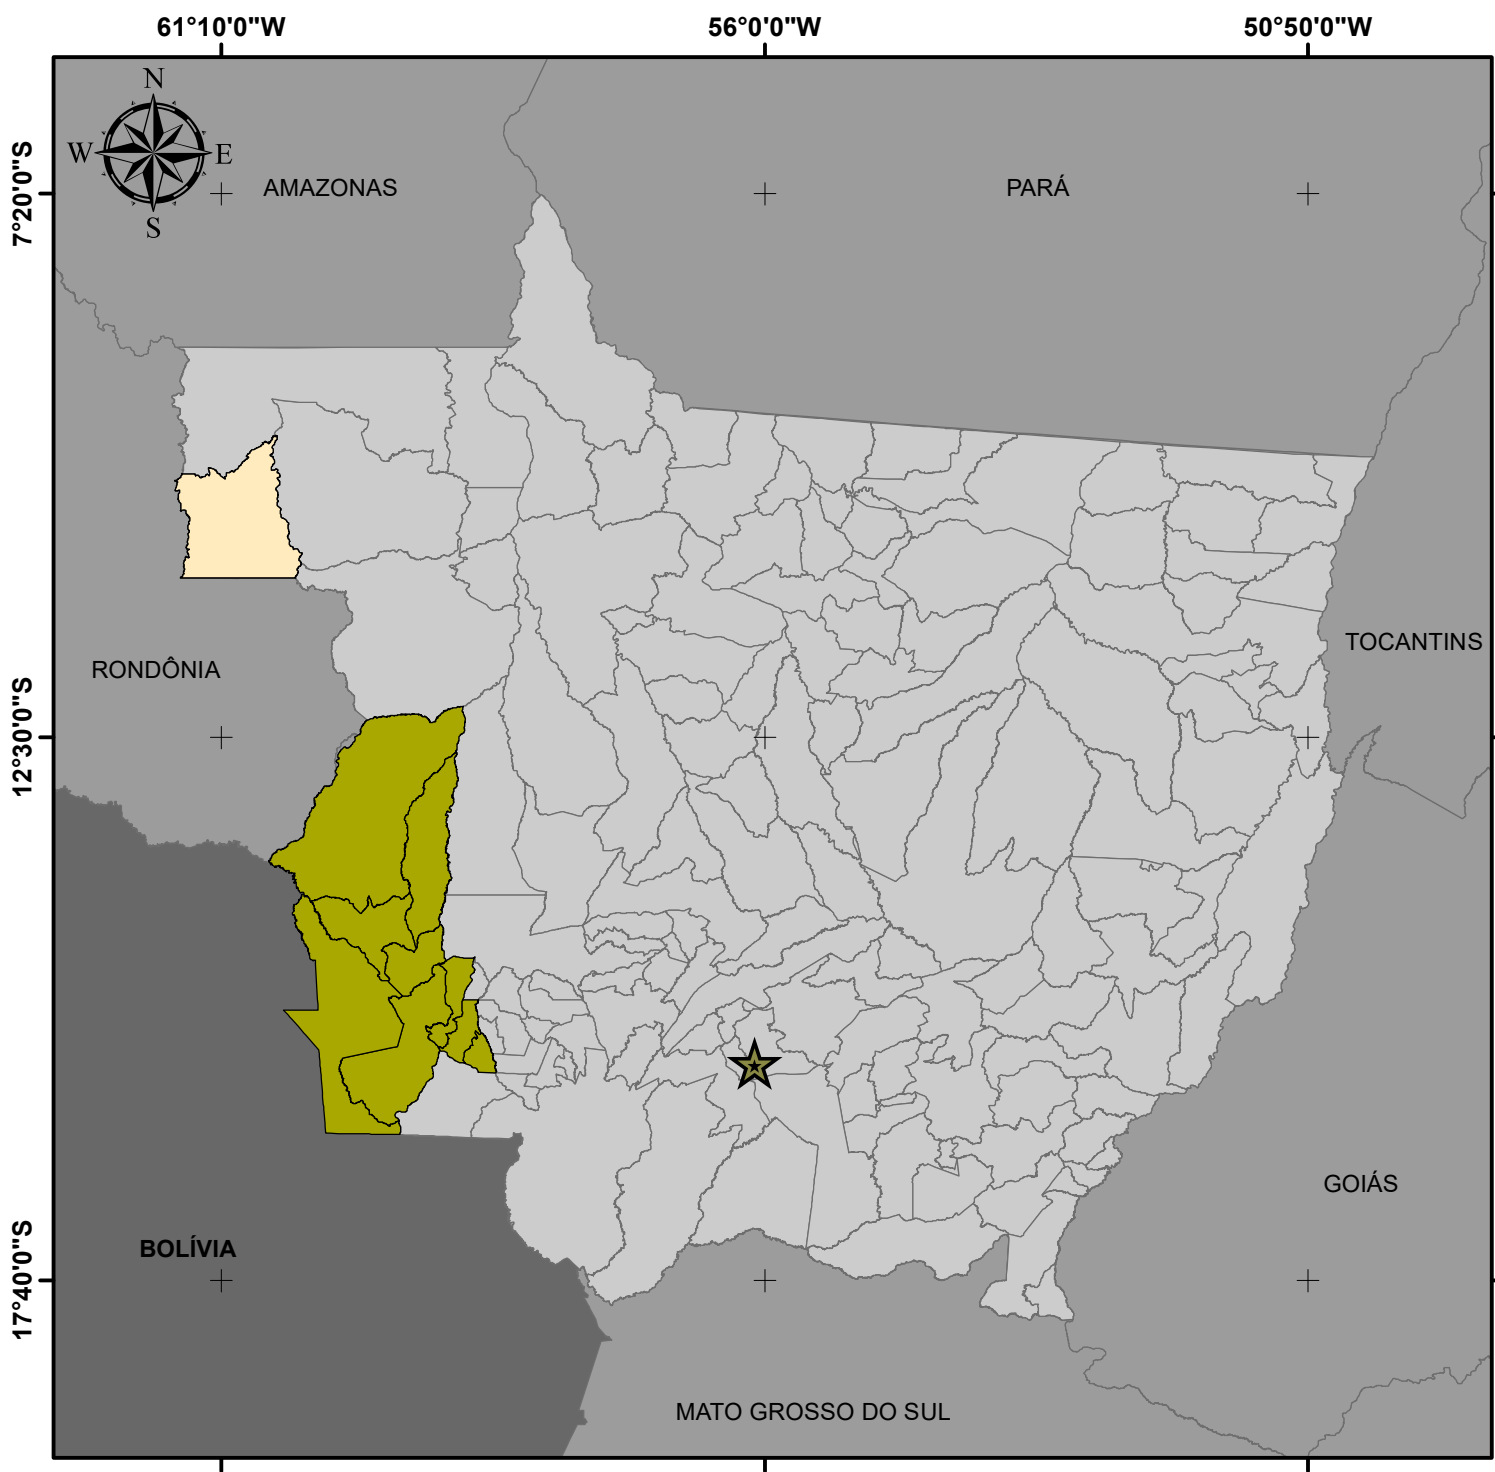 61°10'0"W 56°0'0"W 50°50'0"W
N
W E
S
7°20'0"S
AMAZONAS
PARÁ
TOCANTINS
RONDÔNIA
12°30'0"S
GOIÁS
BOLÍVIA
17°40'0"S
MATO GROSSO DO SUL